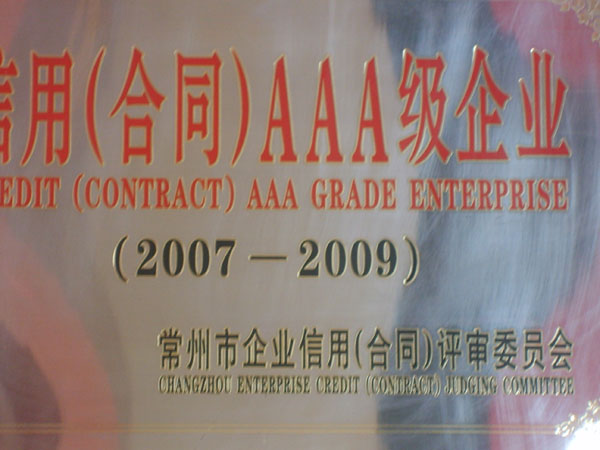 信用(合同)AAA级企业
EDIT (CONTRACT) AAA GRADE ENTERPRISE
(2007－2009)
常州市企业信用(合同)评审委员会
CHANGZHOU ENTERPRISE CREDIT (CONTRACT) JUDGING COMMITTEE